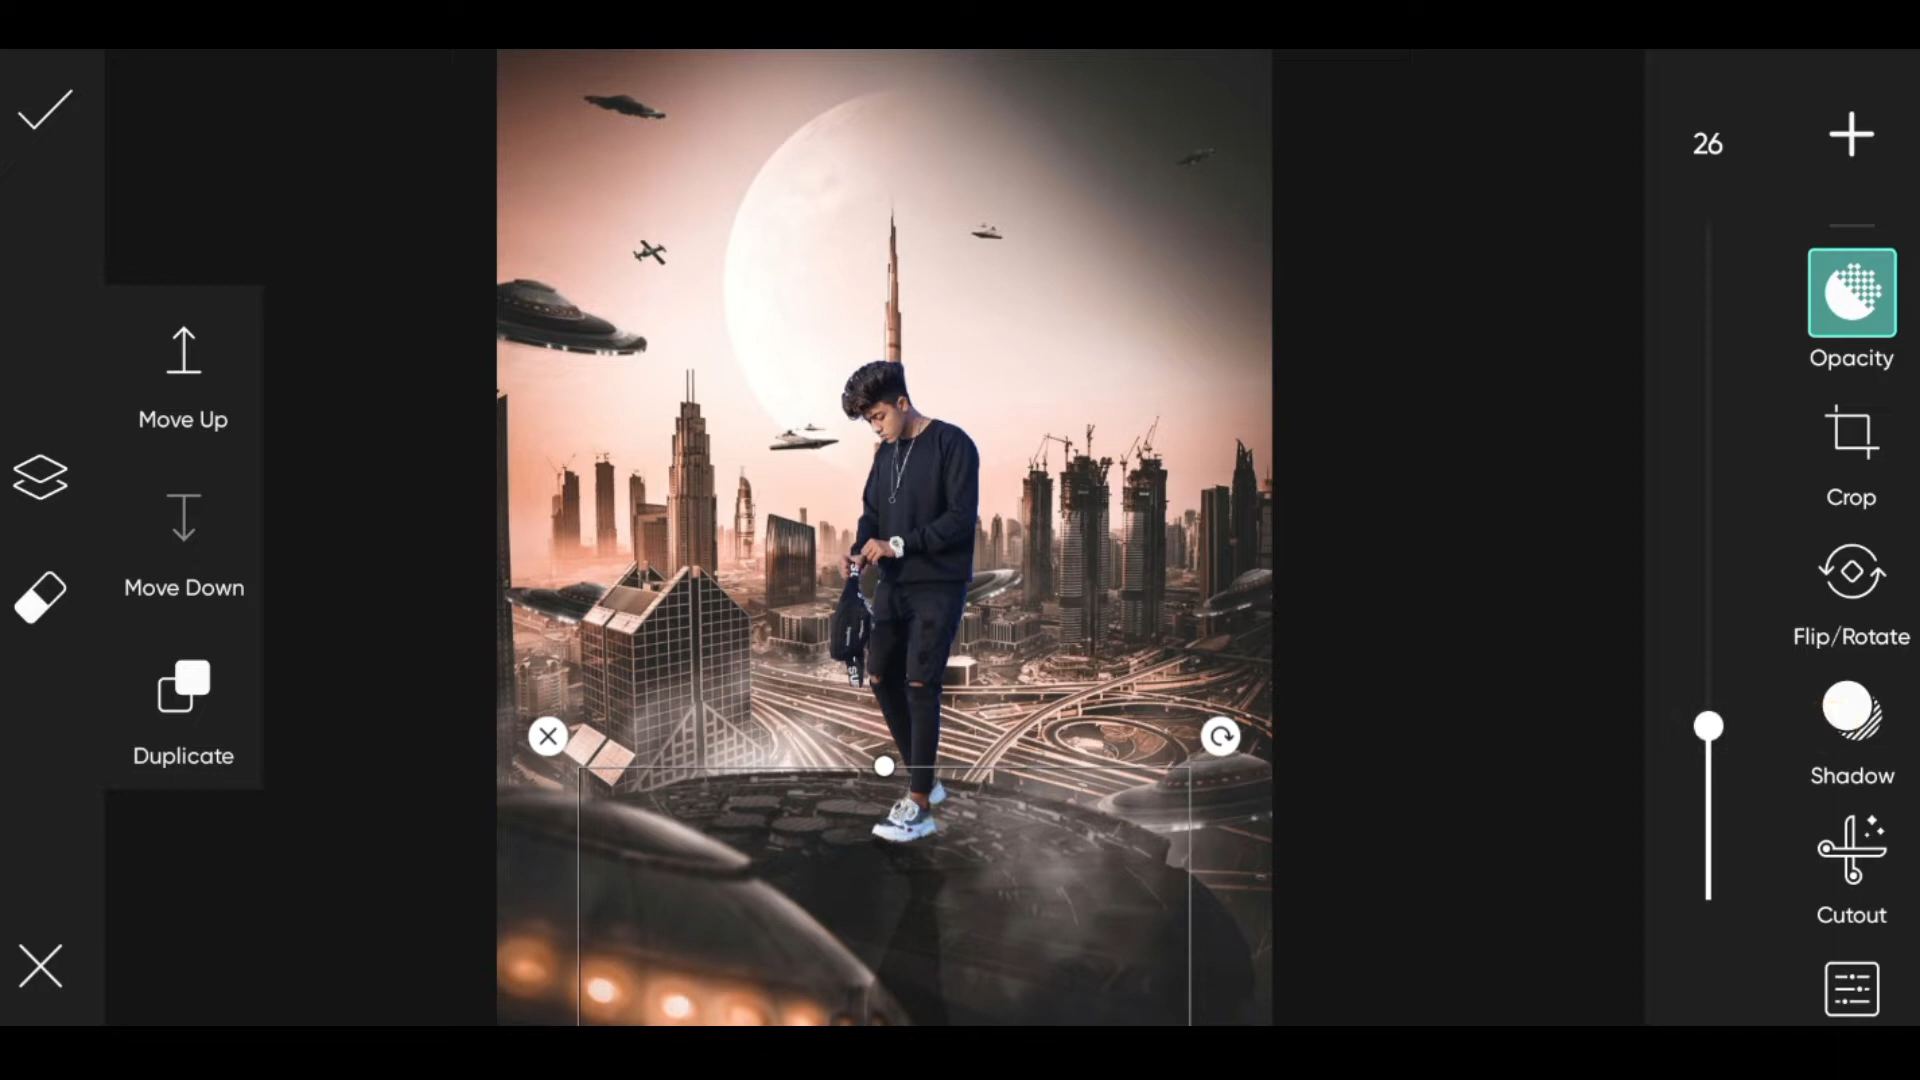 26
Opacity
Crop
Flip/Rotate
Shadow
Cutout
Move Up
Move Down
Duplicate